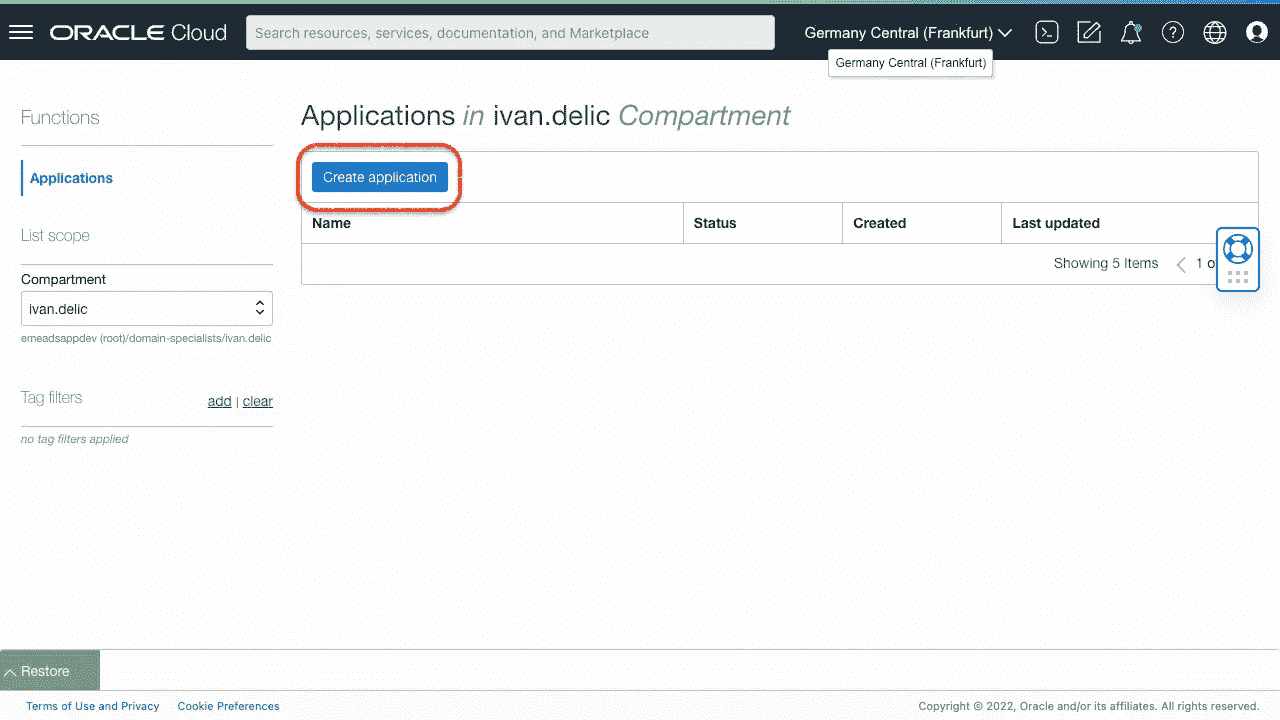 ORACLE Cloud
Search resources, services, documentation, and Marketplace
Germany Central (Frankfurt)
Germany Central (Frankfurt)
Functions
Applications
List scope
Compartment
ivan.delic
emeadsappdev (root)/domain-specialists/ivan.delic
Tag filters
add | clear
no tag filters applied
Applications in ivan.delic Compartment
Create application
Name Status Created Last updated
Showing 5 Items 1 o
Restore
Terms of Use and Privacy Cookie Preferences
Copyright © 2022, Oracle and/or its affiliates. All rights reserved.